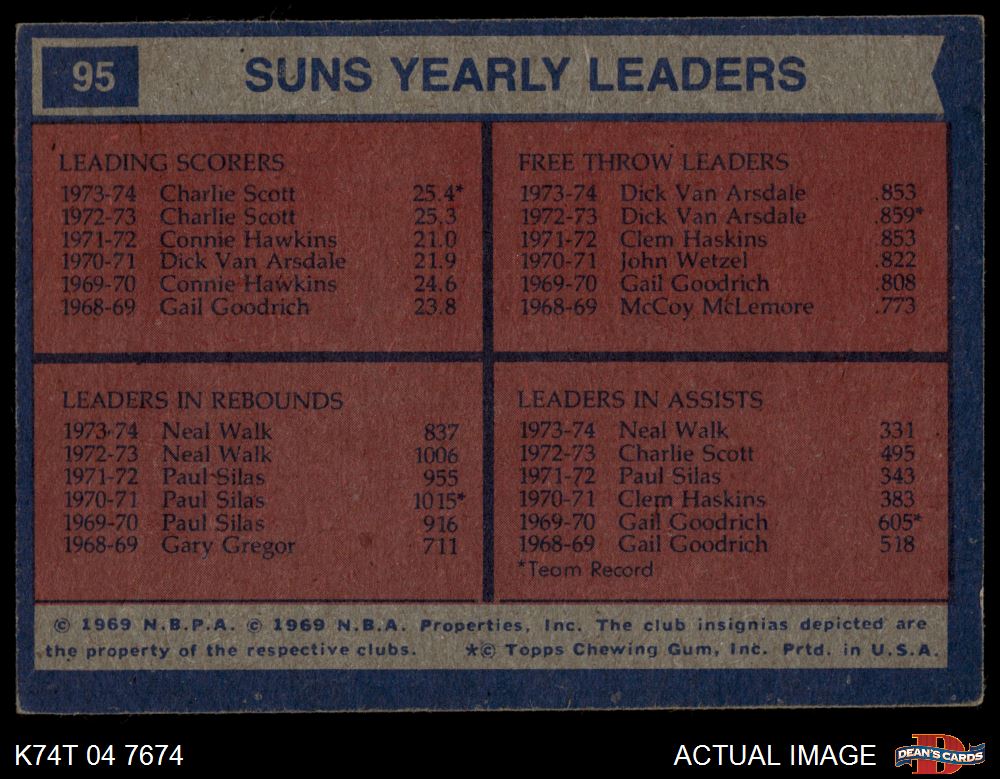 95 SUNS YEARLY LEADERS
LEADING SCORERS
1973-74 Charlie Scott 25.4*
1972-73 Charlie Scott 25.3
1971-72 Connie Hawkins 21.0
1970-71 Dick Van Arsdale 21.9
1969-70 Connie Hawkins 24.6
1968-69 Gail Goodrich 23.8
FREE THROW LEADERS
1973-74 Dick Van Arsdale .853
1972-73 Dick Van Arsdale .859*
1971-72 Clem Haskins .853
1970-71 John Wetzel .822
1969-70 Gail Goodrich .808
1968-69 McCoy McLemore .773
LEADERS IN REBOUNDS
1973-74 Neal Walk 837
1972-73 Neal Walk 1006
1971-72 Paul Silas 955
1970-71 Paul Silas 1015*
1969-70 Paul Silas 916
1968-69 Gary Gregor 711
LEADERS IN ASSISTS
1973-74 Neal Walk 331
1972-73 Charlie Scott 495
1971-72 Paul Silas 343
1970-71 Clem Haskins 383
1969-70 Gail Goodrich 605*
1968-69 Gail Goodrich 518
*Team Record
© 1969 N.B.P.A. © 1969 N.B.A. Properties, Inc. The club insignias depicted are
the property of the respective clubs. *© Topps Chewing Gum, Inc. Prtd. in U.S.A.
K74T 04 7674 ACTUAL IMAGE D DEAN'S CARDS